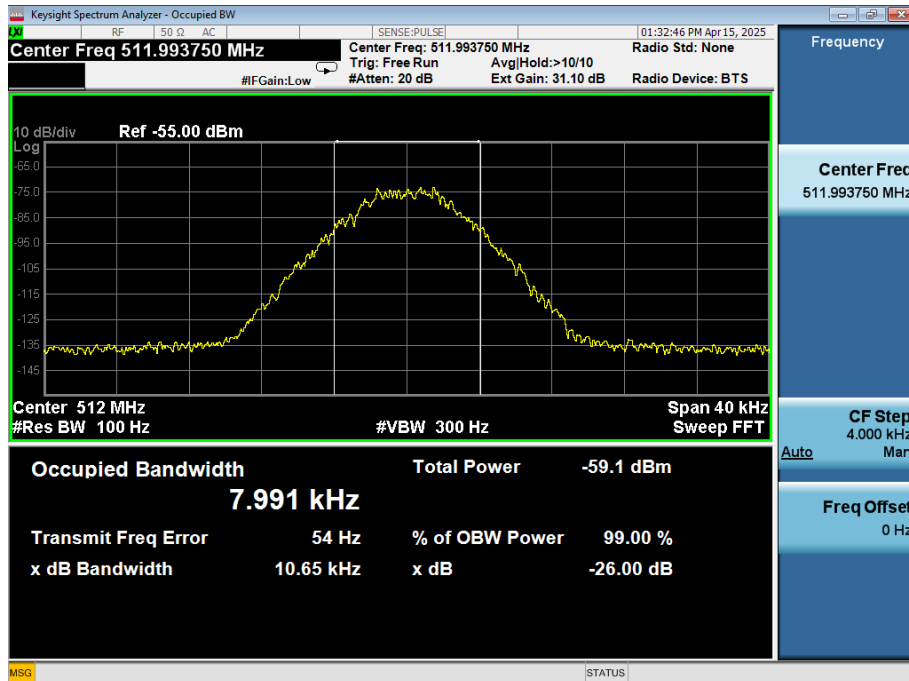 Keysight Spectrum Analyzer - Occupied BW
LXI RF 50 Ω AC SENSE:PULSE 01:32:46 PM Apr 15, 2025
Center Freq 511.993750 MHz
Center Freq: 511.993750 MHz Radio Std: None
Trig: Free Run Avg|Hold:>10/10
#IFGain:Low #Atten: 20 dB Ext Gain: 31.10 dB Radio Device: BTS
10 dB/div Ref -55.00 dBm
Log
-65.0
-75.0
-85.0
-95.0
-105
-115
-125
-135
-145
Center 512 MHz Span 40 kHz
#Res BW 100 Hz #VBW 300 Hz Sweep FFT
Occupied Bandwidth Total Power -59.1 dBm
7.991 kHz
Transmit Freq Error 54 Hz % of OBW Power 99.00 %
x dB Bandwidth 10.65 kHz x dB -26.00 dB
MSG STATUS
Frequency
Center Freq
511.993750 MHz
CF Step
4.000 kHz
Auto Man
Freq Offset
0 Hz